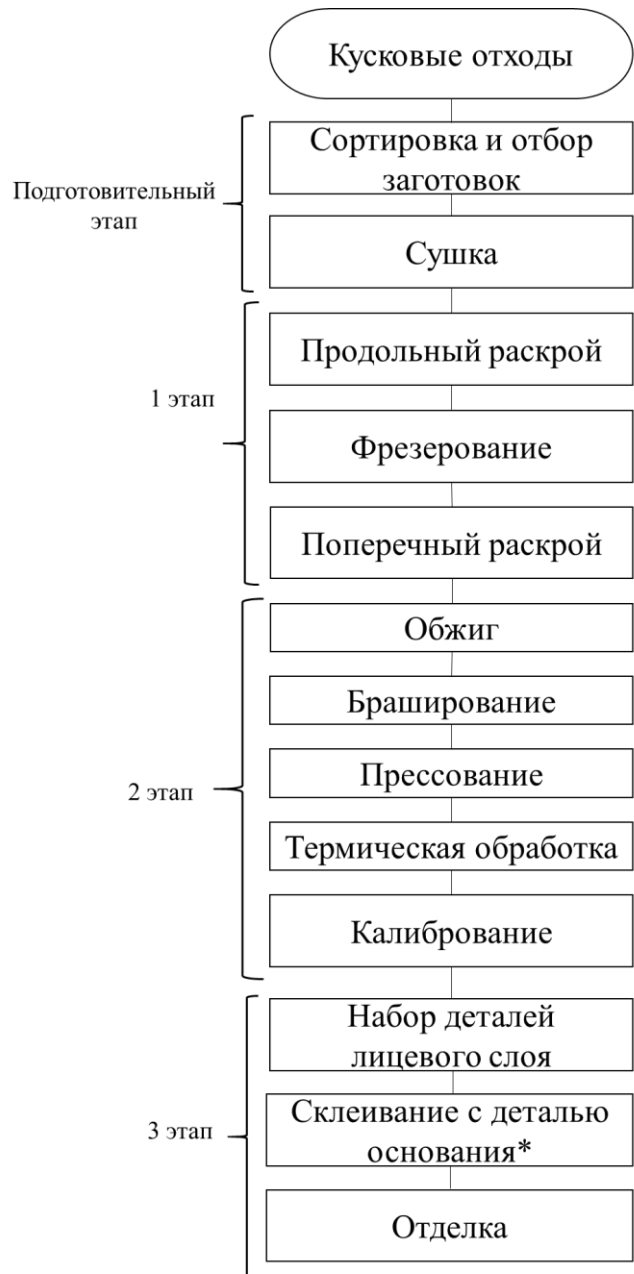 Кусковые отходы
Сортировка и отбор
заготовок
Подготовительный
этап
Сушка
Продольный раскрой
1 этап
Фрезерование
Поперечный раскрой
Обжиг
Браширование
2 этап
Прессование
Термическая обработка
Калибрование
Набор деталей
лицевого слоя
3 этап
Склеивание с деталью
основания*
Отделка